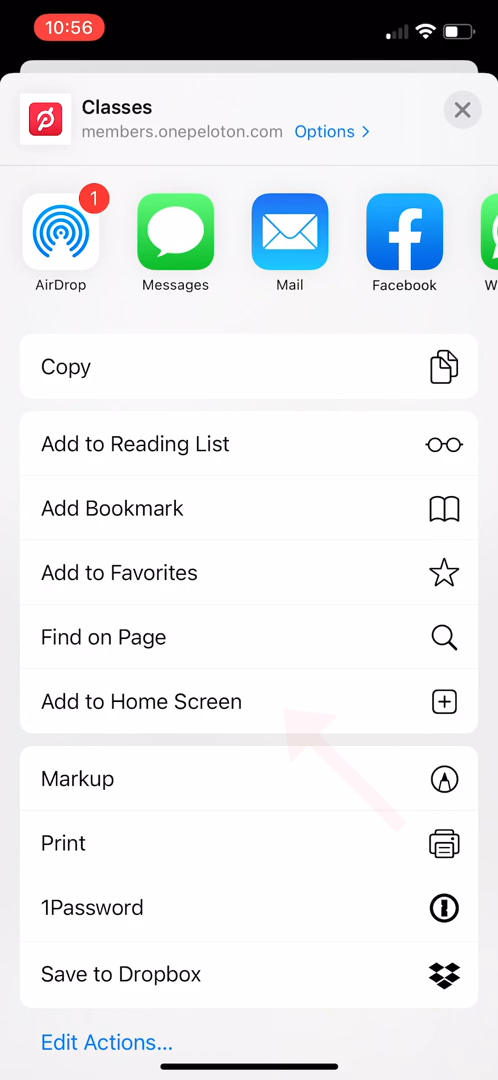 10:56
Classes
members.onepeloton.com Options >
1
AirDrop Messages Mail Facebook W
Copy
Add to Reading List
Add Bookmark
Add to Favorites
Find on Page
Add to Home Screen
Markup
Print
1Password
Save to Dropbox
Edit Actions...